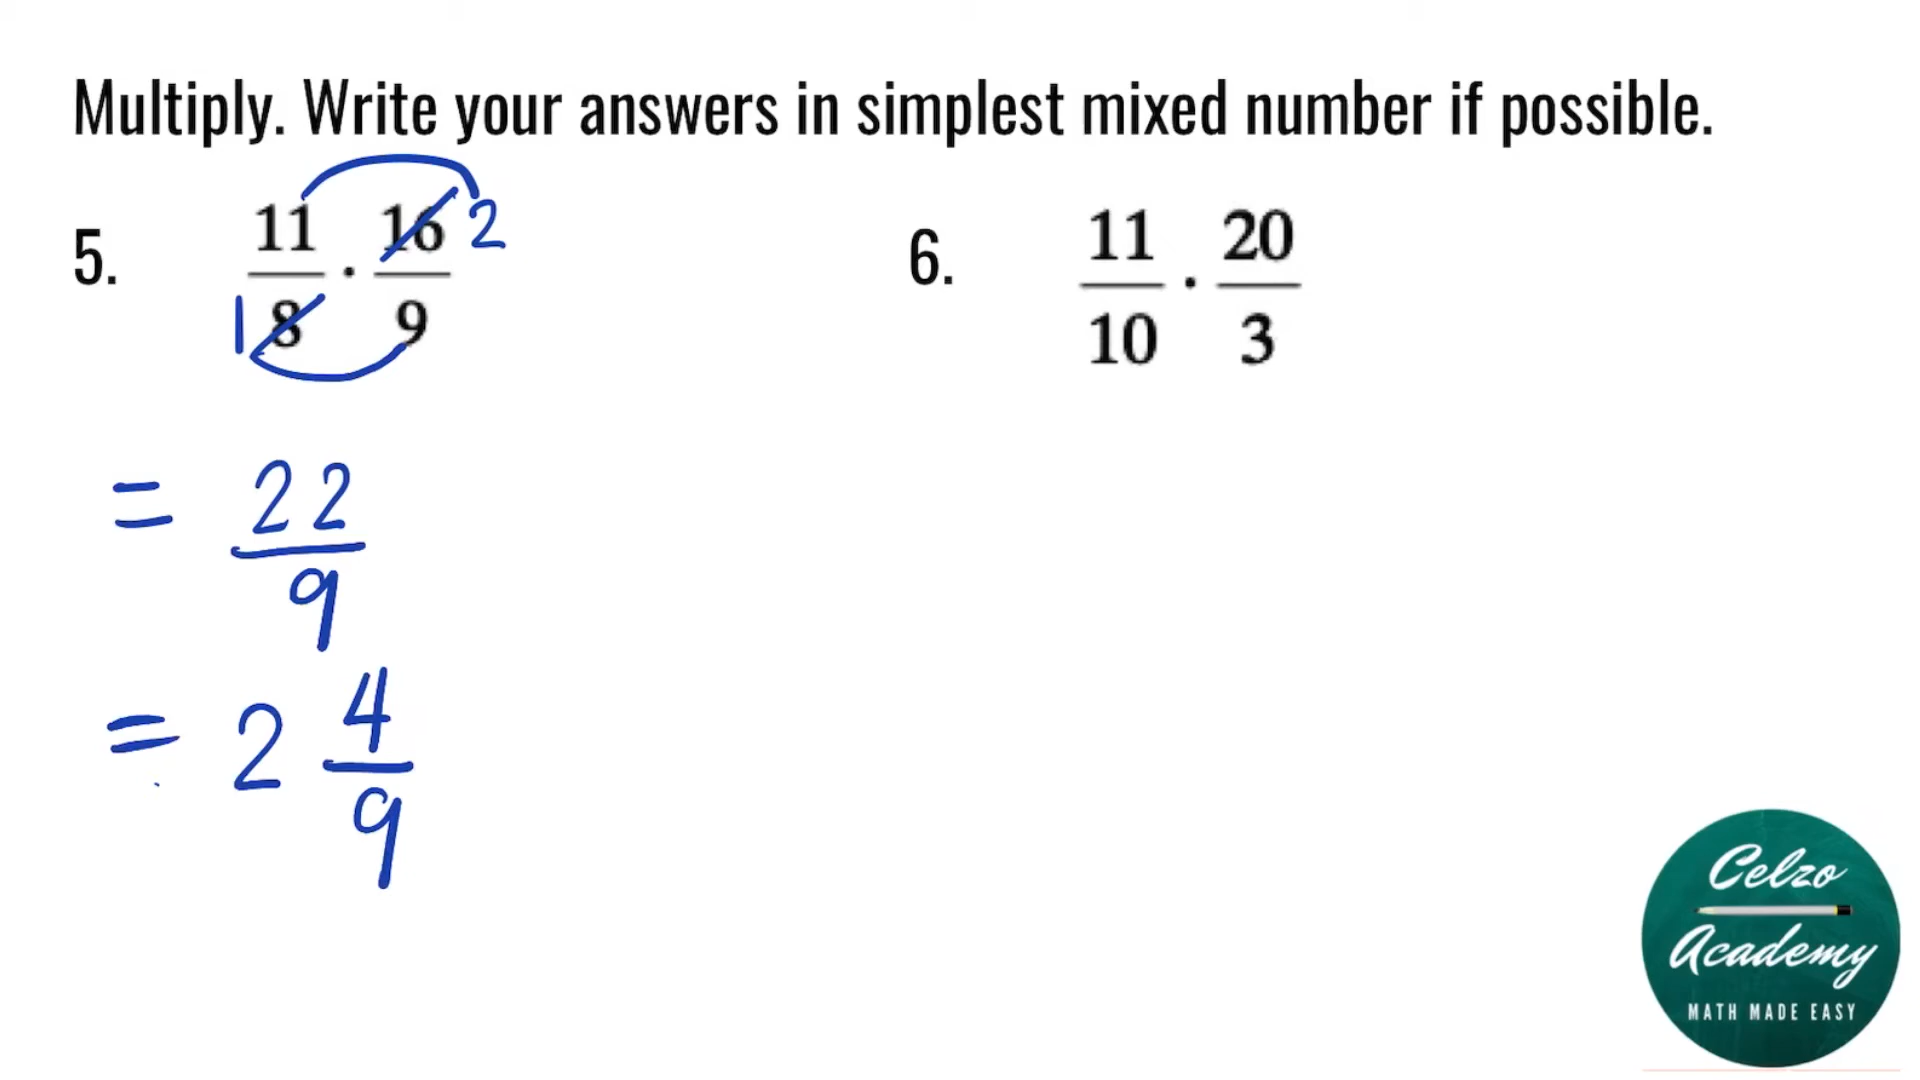 Multiply. Write your answers in simplest mixed number if possible.
5. 11/8 · 16/9 1 2
= 22/9
= 2 4/9
6. 11/10 · 20/3
Celzo
Academy
MATH MADE EASY